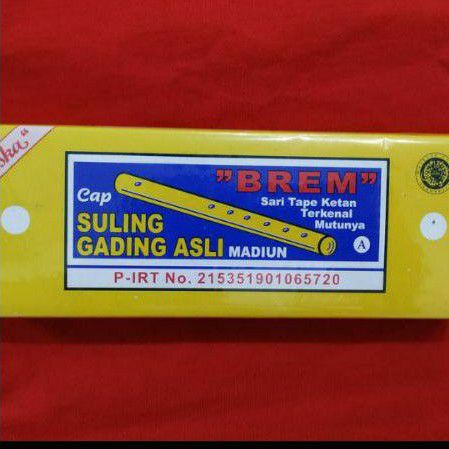 "BREM"
Sari Tape Ketan
Terkenal
Mutunya
Cap
SULING
GADING ASLI MADIUN
A
P-IRT No. 215351901065720